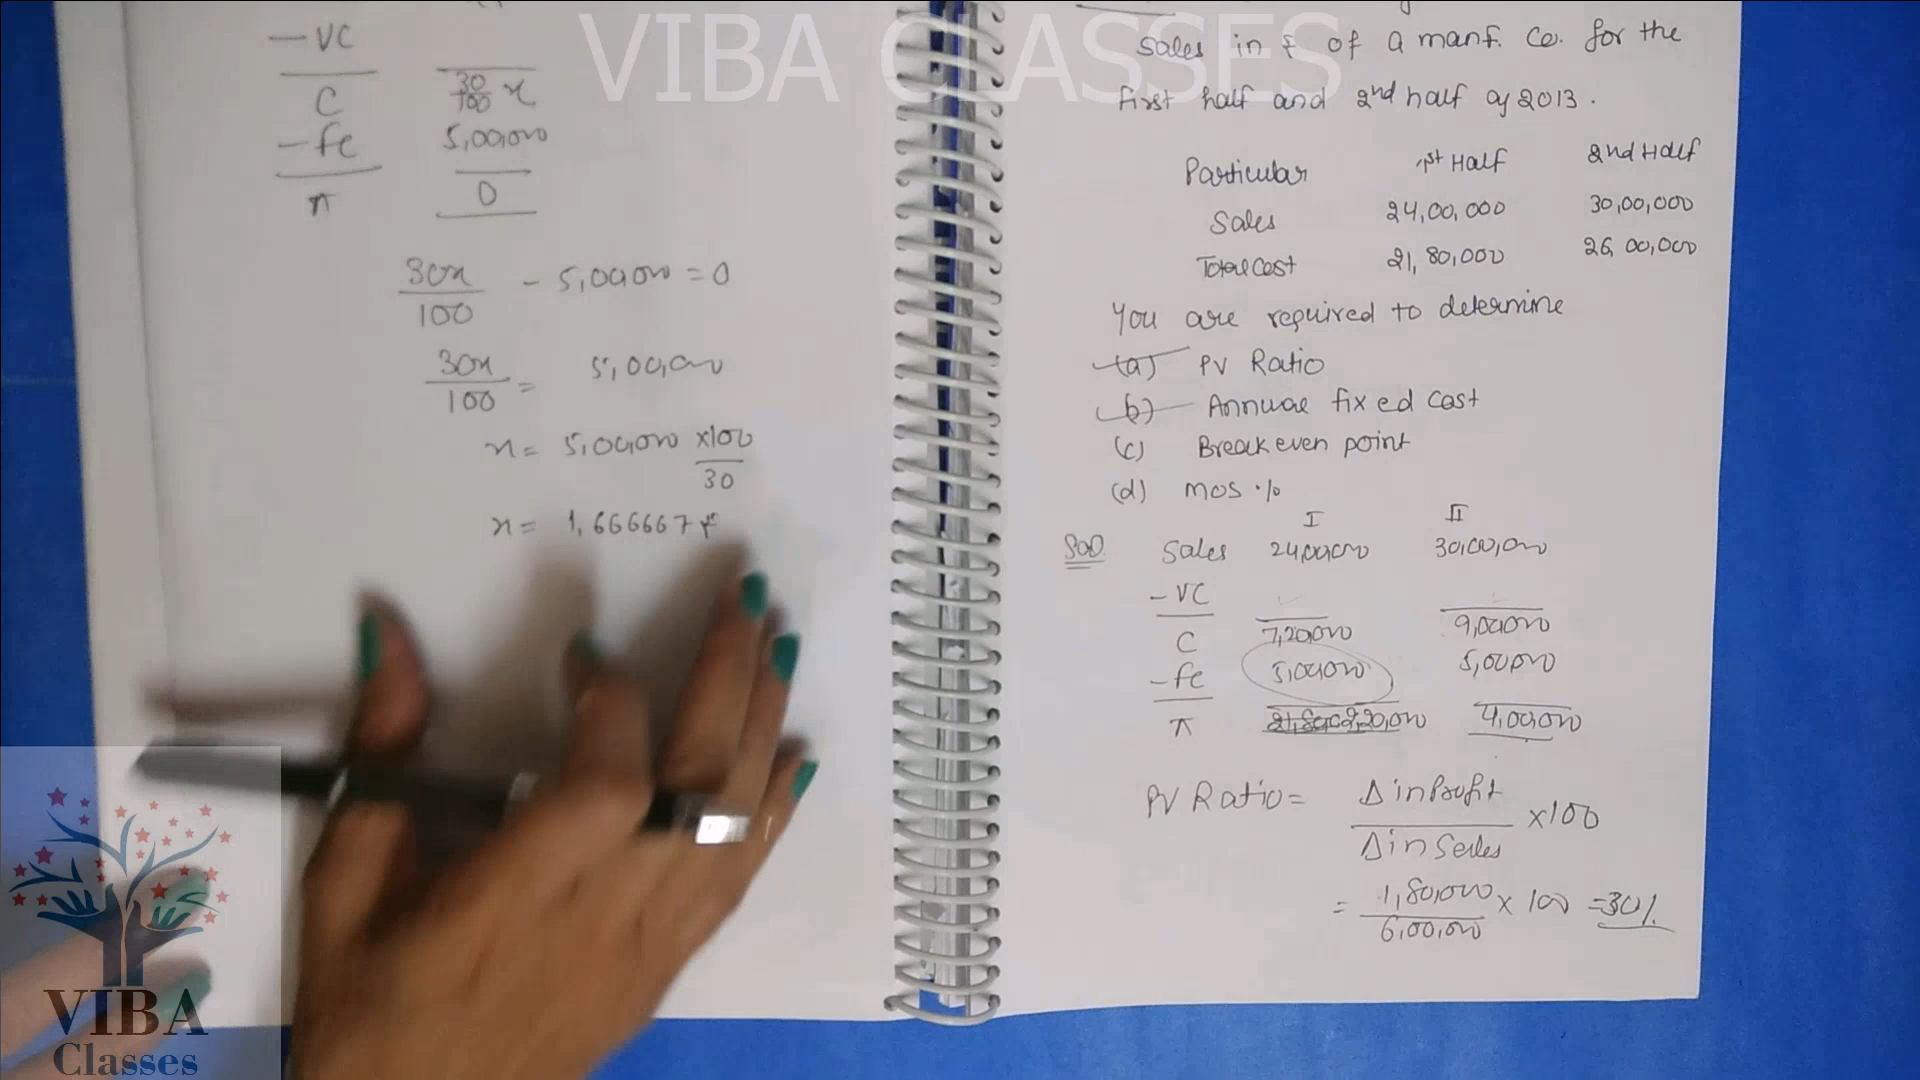 VIBA CLASSES
- VC
C 30/100 x
- fc 5,00,000
π 0
30x/100 - 5,00,000 = 0
30x/100 = 5,00,000
x = 5,00,000 x100/30
x = 1,666667 ₹
Sales in ₹ of a manf. Co. for the
first half and 2nd half of 2013.
Particular 1st Half 2nd Half
Sales 24,00,000 30,00,000
Total cost 21,80,000 26,00,000
You are required to determine
(a) PV Ratio
(b) Annual fixed cost
(c) Break even point
(d) MOS %
I II
Sol. Sales 24,00,000 30,00,000
- VC
C 7,20,000 9,00,000
- fc 5,00,000 5,00,000
π 2,20,000 4,00,000
PV Ratio = Δ in Profit / Δ in Sales x100
= 1,80,000/6,00,000 x 100 = 30%
VIBA
Classes